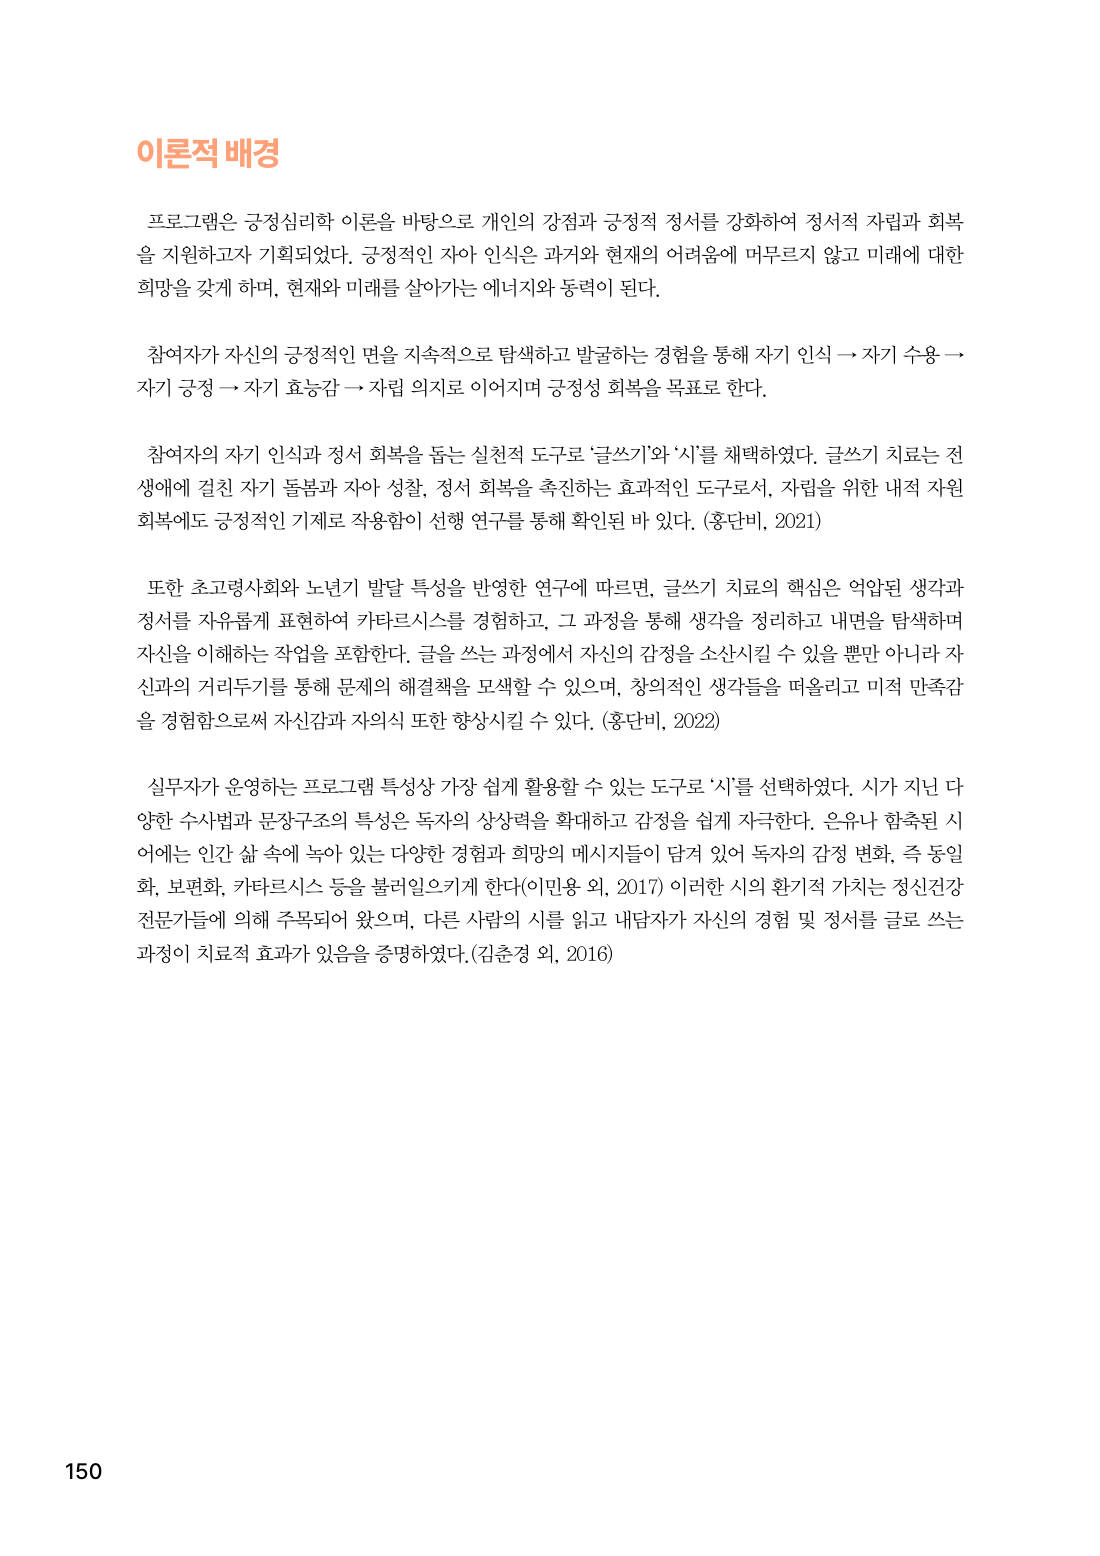 이론적 배경
프로그램은 긍정심리학 이론을 바탕으로 개인의 강점과 긍정적 정서를 강화하여 정서적 자립과 회복
을 지원하고자 기획되었다. 긍정적인 자아 인식은 과거와 현재의 어려움에 머무르지 않고 미래에 대한
희망을 갖게 하며, 현재와 미래를 살아가는 에너지와 동력이 된다.
참여자가 자신의 긍정적인 면을 지속적으로 탐색하고 발굴하는 경험을 통해 자기 인식 → 자기 수용 →
자기 긍정 → 자기 효능감 → 자립 의지로 이어지며 긍정성 회복을 목표로 한다.
참여자의 자기 인식과 정서 회복을 돕는 실천적 도구로 ‘글쓰기’와 ‘시’를 채택하였다. 글쓰기 치료는 전
생애에 걸친 자기 돌봄과 자아 성찰, 정서 회복을 촉진하는 효과적인 도구로서, 자립을 위한 내적 자원
회복에도 긍정적인 기제로 작용함이 선행 연구를 통해 확인된 바 있다. (홍단비, 2021)
또한 초고령사회와 노년기 발달 특성을 반영한 연구에 따르면, 글쓰기 치료의 핵심은 억압된 생각과
정서를 자유롭게 표현하여 카타르시스를 경험하고, 그 과정을 통해 생각을 정리하고 내면을 탐색하며
자신을 이해하는 작업을 포함한다. 글을 쓰는 과정에서 자신의 감정을 소산시킬 수 있을 뿐만 아니라 자
신과의 거리두기를 통해 문제의 해결책을 모색할 수 있으며, 창의적인 생각들을 떠올리고 미적 만족감
을 경험함으로써 자신감과 자의식 또한 향상시킬 수 있다. (홍단비, 2022)
실무자가 운영하는 프로그램 특성상 가장 쉽게 활용할 수 있는 도구로 ‘시’를 선택하였다. 시가 지닌 다
양한 수사법과 문장구조의 특성은 독자의 상상력을 확대하고 감정을 쉽게 자극한다. 은유나 함축된 시
어에는 인간 삶 속에 녹아 있는 다양한 경험과 희망의 메시지들이 담겨 있어 독자의 감정 변화, 즉 동일
화, 보편화, 카타르시스 등을 불러일으키게 한다(이민용 외, 2017) 이러한 시의 환기적 가치는 정신건강
전문가들에 의해 주목되어 왔으며, 다른 사람의 시를 읽고 내담자가 자신의 경험 및 정서를 글로 쓰는
과정이 치료적 효과가 있음을 증명하였다.(김춘경 외, 2016)
150